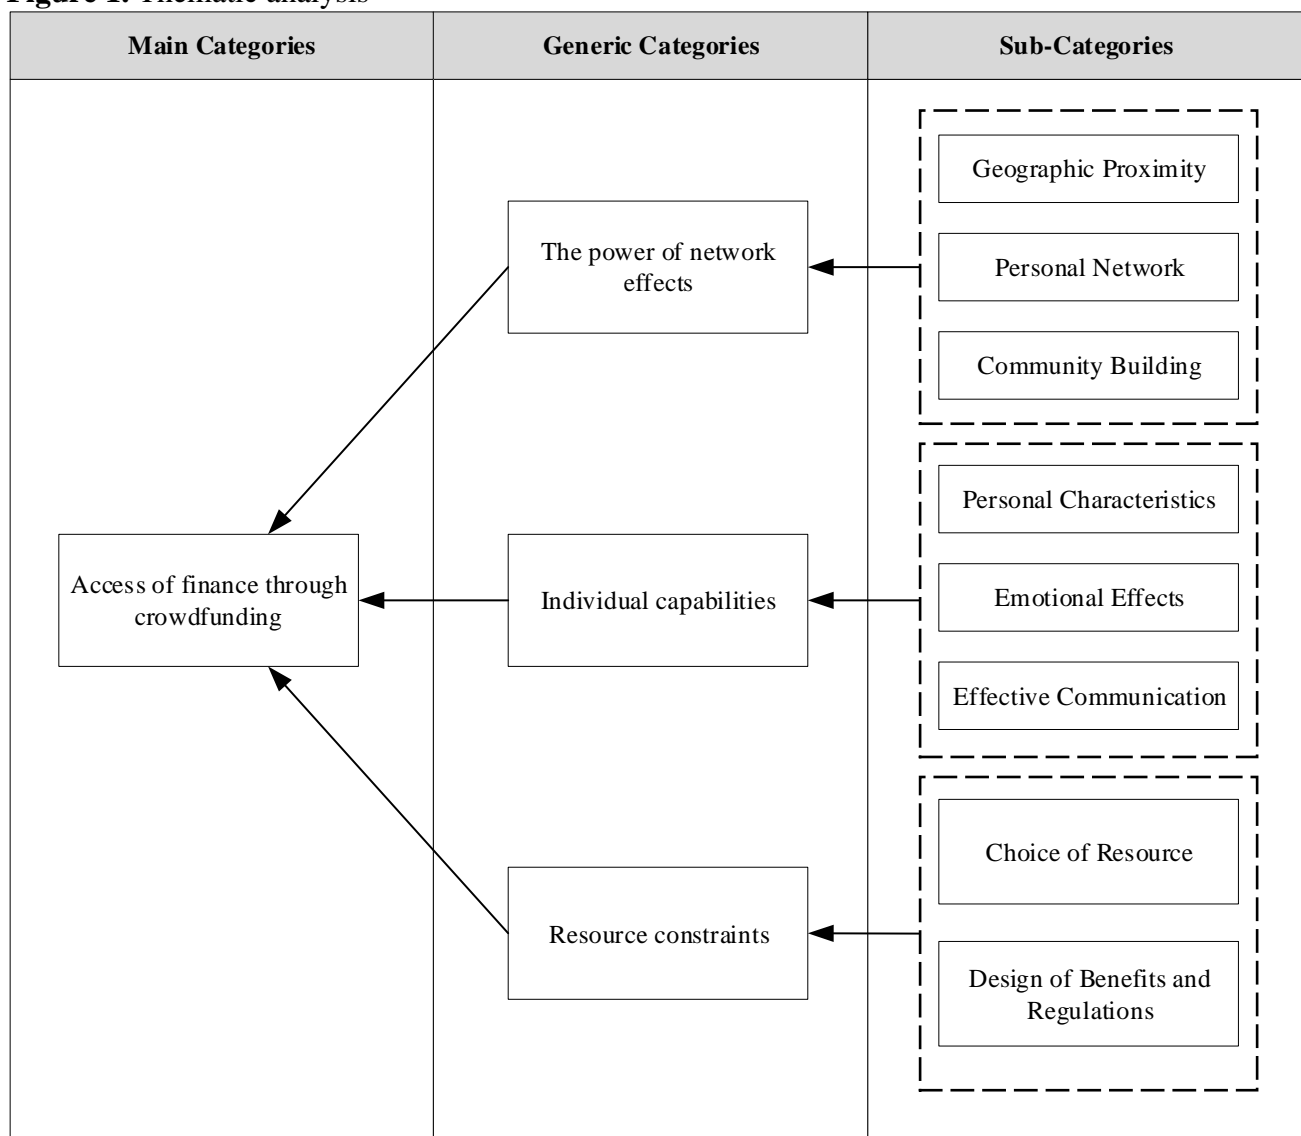 Figure 1. Thematic analysis
Main Categories
Generic Categories
Sub-Categories
Geographic Proximity
The power of network
effects
Personal Network
Community Building
Personal Characteristics
Access of finance through
crowdfunding
Individual capabilities
Emotional Effects
Effective Communication
Choice of Resource
Resource constraints
Design of Benefits and
Regulations